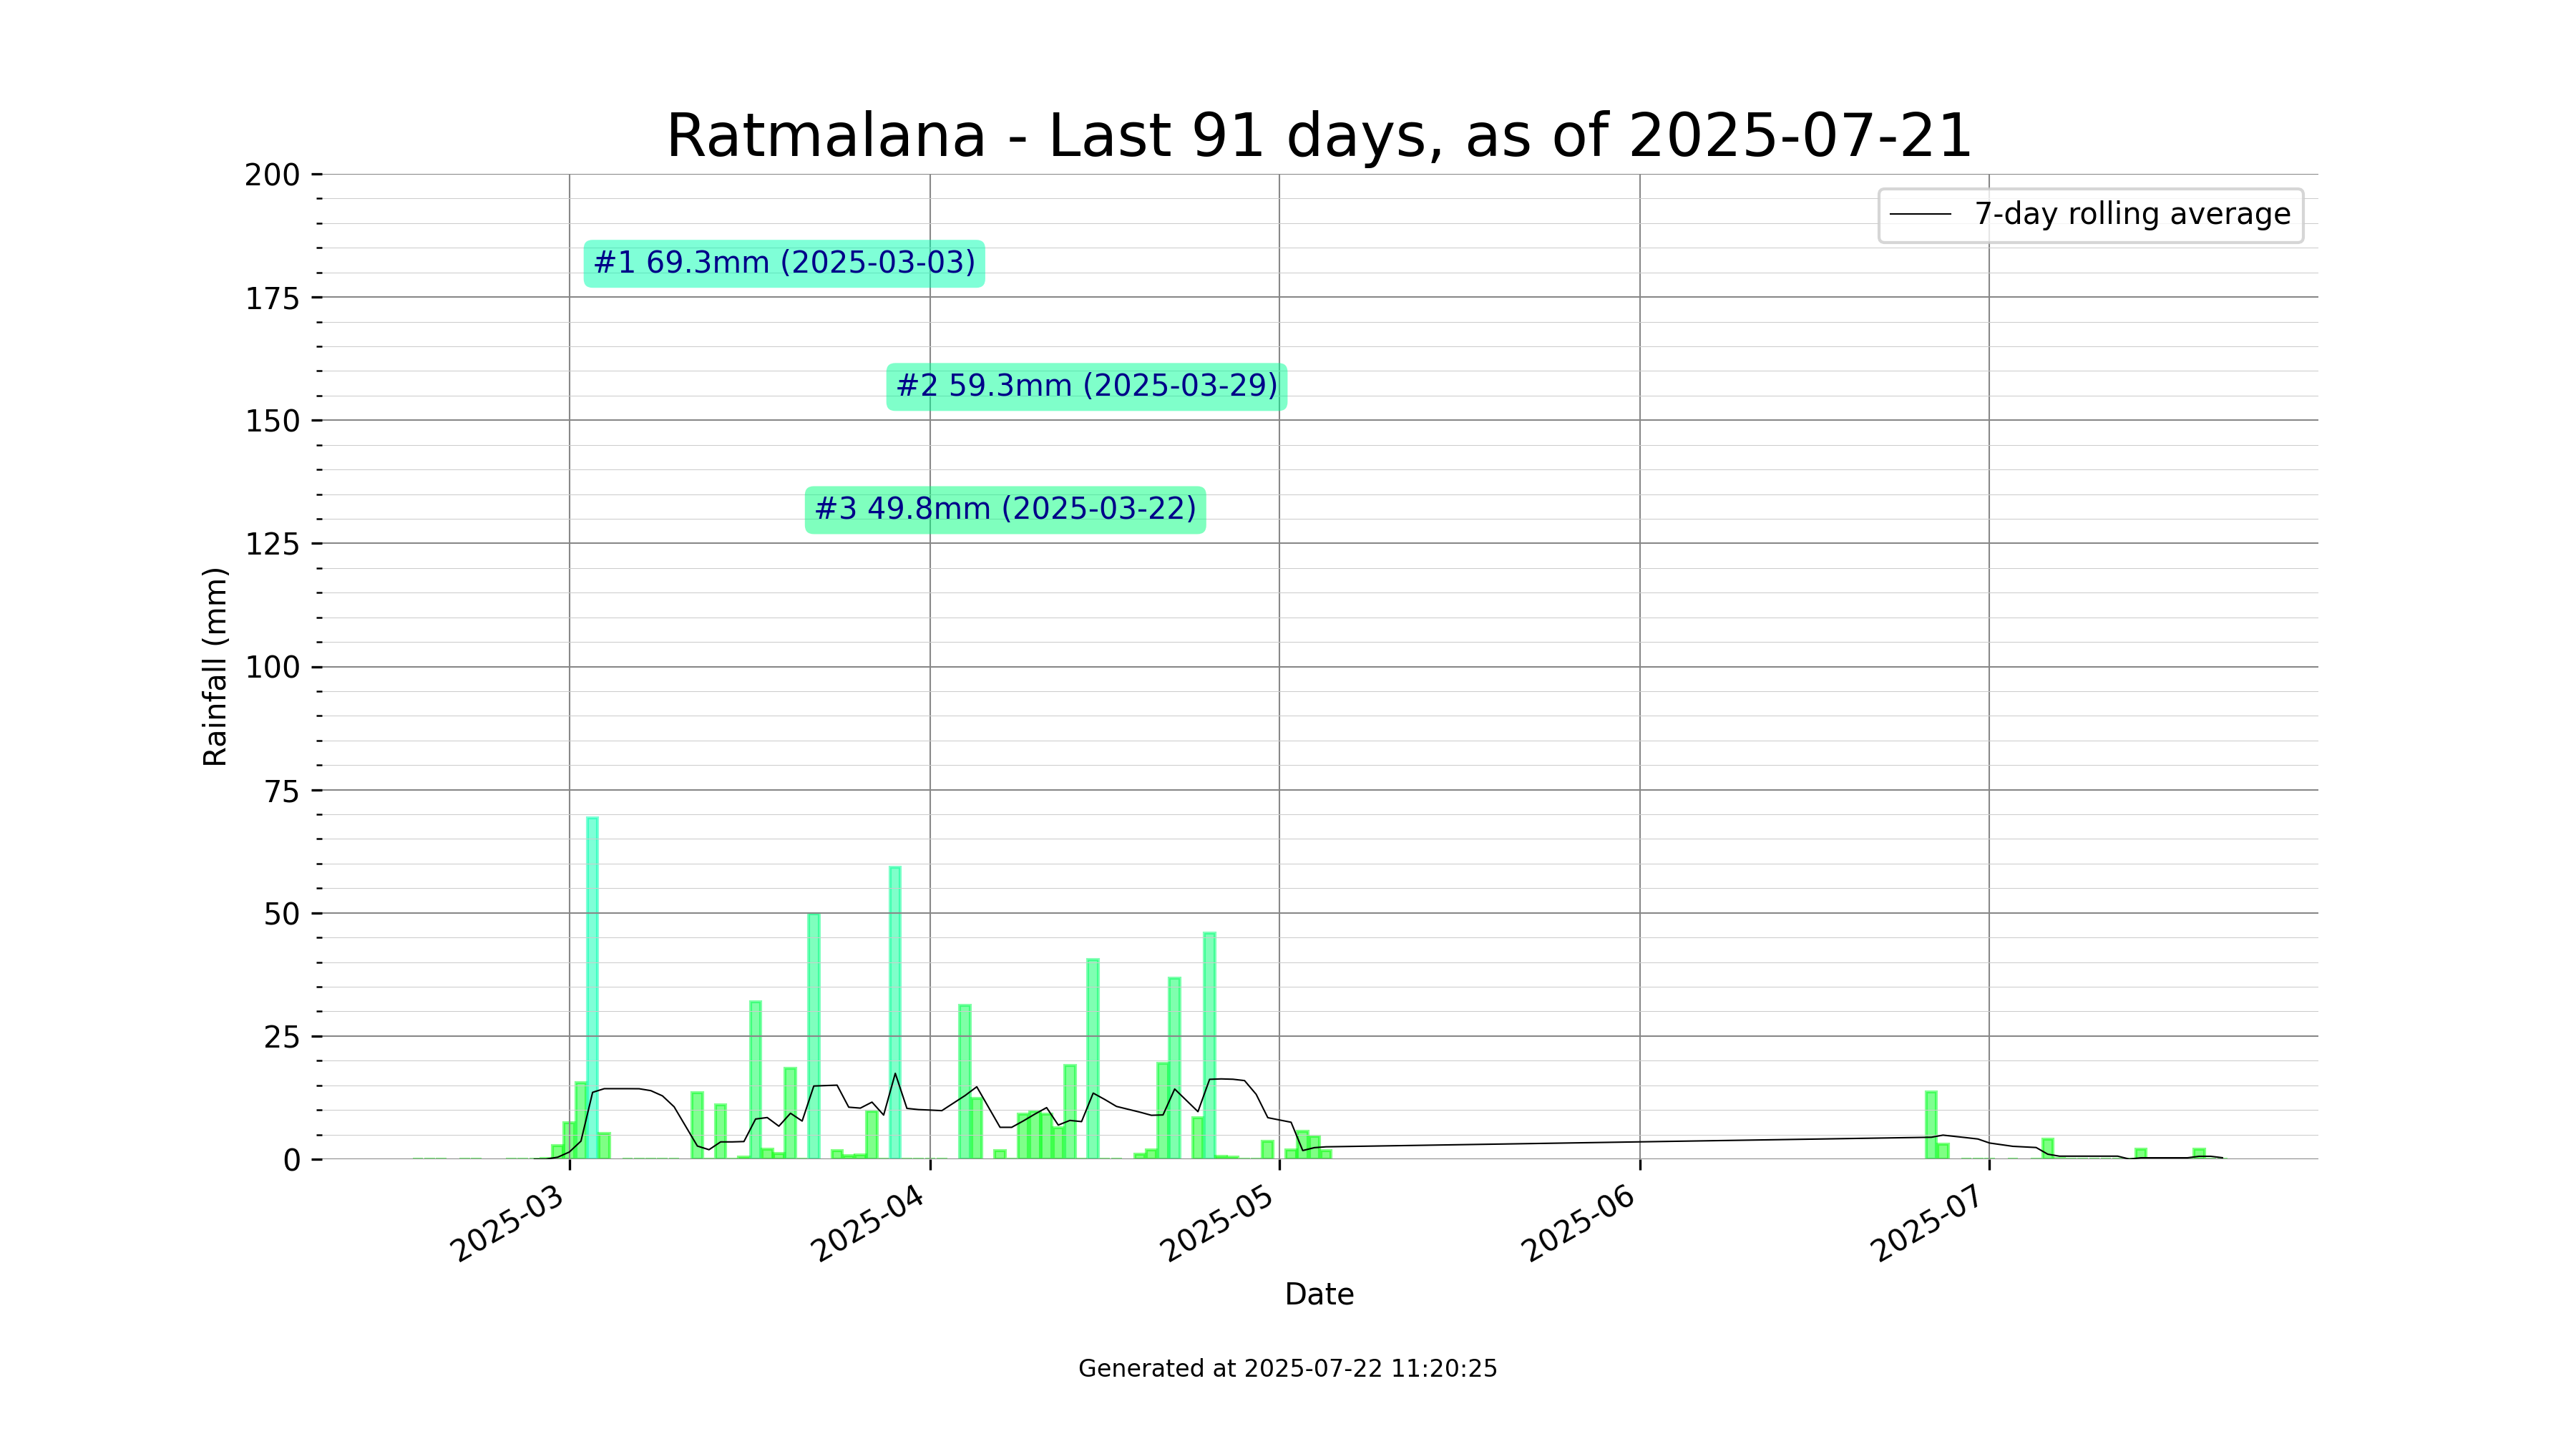 Ratmalana - Last 91 days, as of 2025-07-21
7-day rolling average
#1 69.3mm (2025-03-03)
#2 59.3mm (2025-03-29)
#3 49.8mm (2025-03-22)
Rainfall (mm)
200
175
150
125
100
75
50
25
0
2025-03
2025-04
2025-05
2025-06
2025-07
Date
Generated at 2025-07-22 11:20:25